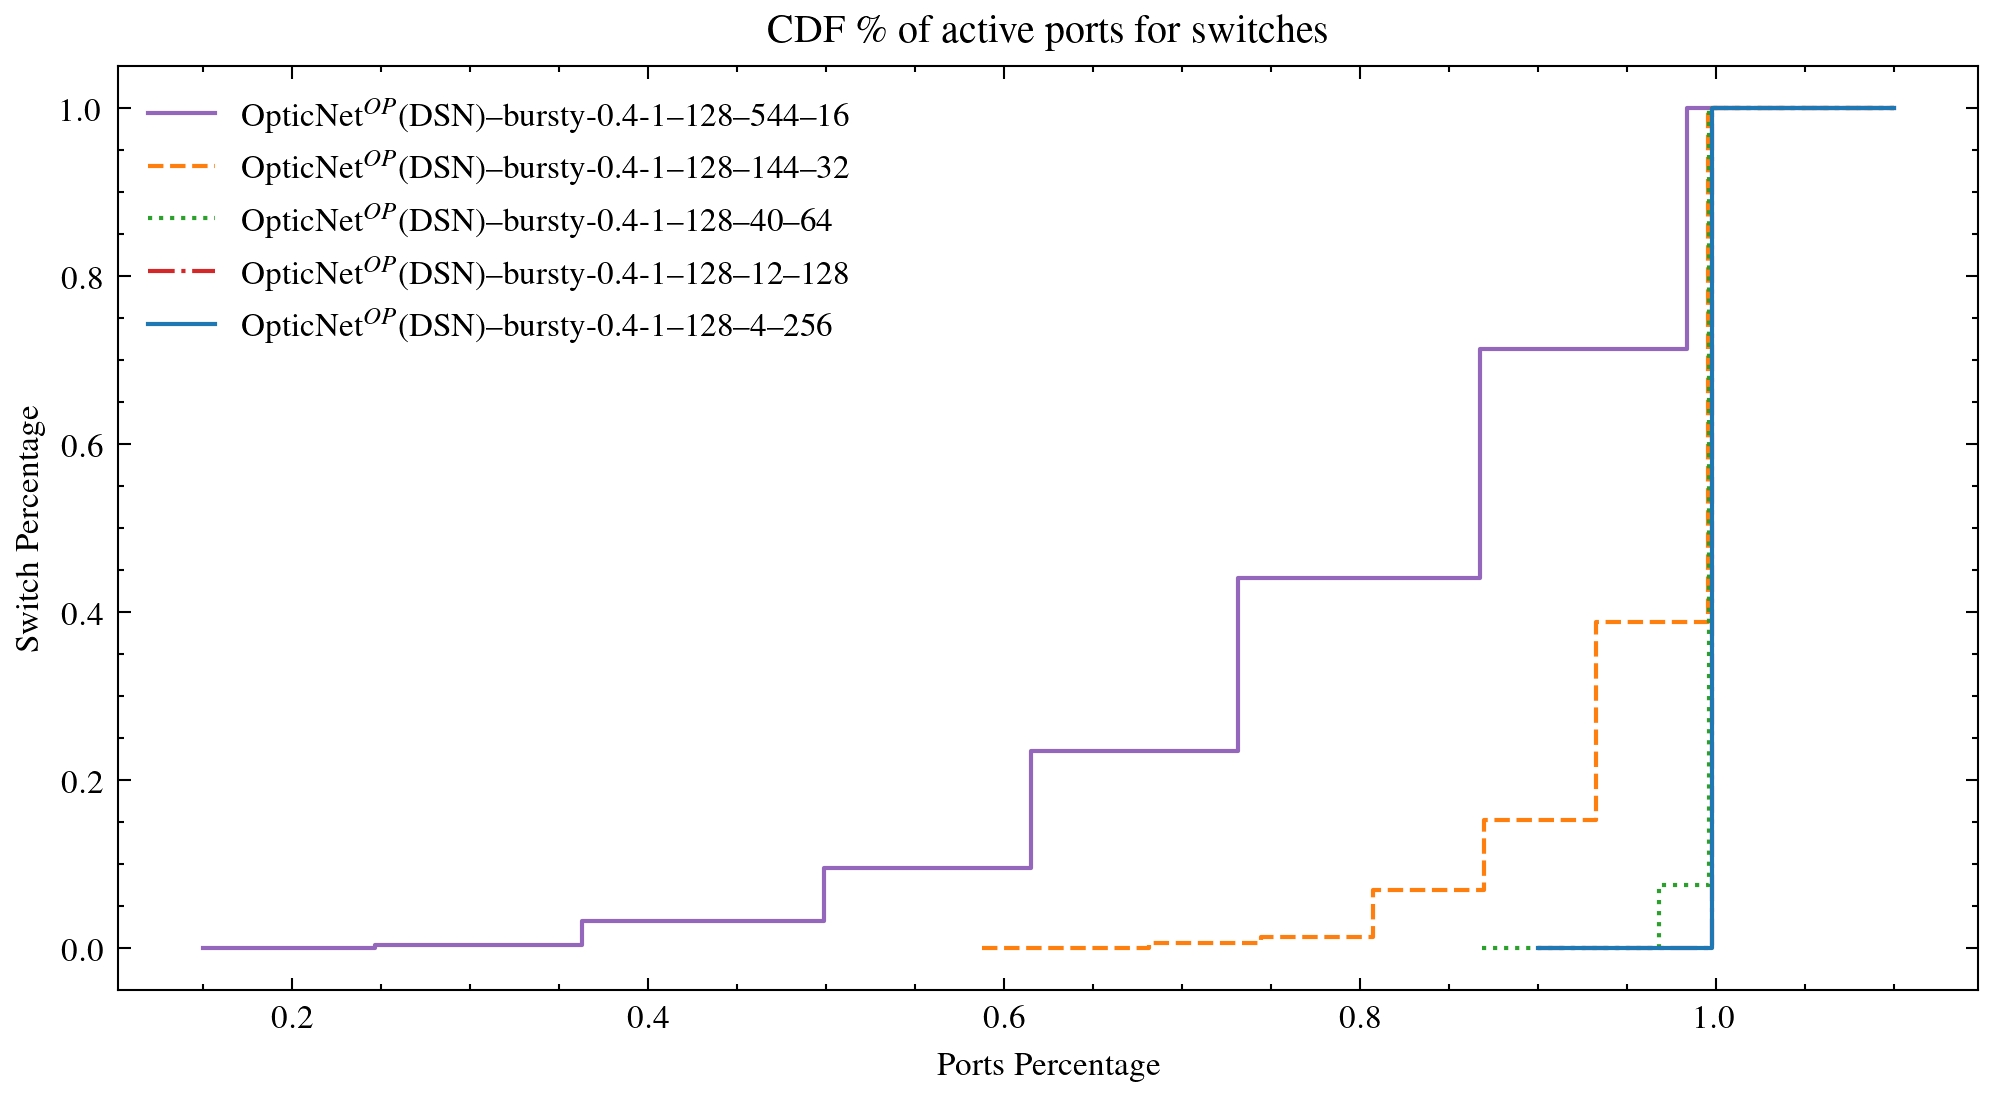 CDF % of active ports for switches
OpticNet^OP(DSN)–bursty-0.4-1–128–544–16
OpticNet^OP(DSN)–bursty-0.4-1–128–144–32
OpticNet^OP(DSN)–bursty-0.4-1–128–40–64
OpticNet^OP(DSN)–bursty-0.4-1–128–12–128
OpticNet^OP(DSN)–bursty-0.4-1–128–4–256
Switch Percentage
1.0
0.8
0.6
0.4
0.2
0.0
0.2 0.4 0.6 0.8 1.0
Ports Percentage